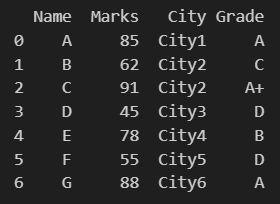 Name Marks City Grade
0 A 85 City1 A
1 B 62 City2 C
2 C 91 City2 A+
3 D 45 City3 D
4 E 78 City4 B
5 F 55 City5 D
6 G 88 City6 A